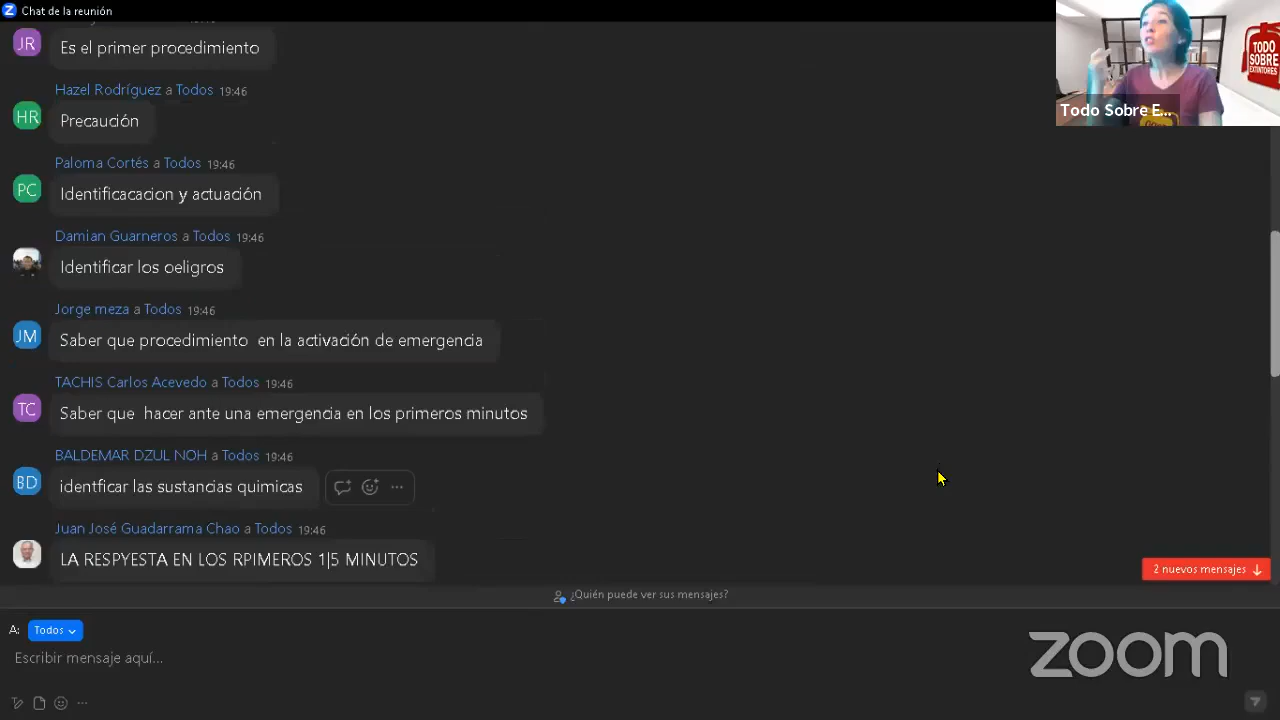 Chat de la reunión
JR
Es el primer procedimiento
Hazel Rodríguez a Todos 19:46
HR
Precaución
Paloma Cortés a Todos 19:46
PC
Identificacacion y actuación
Damian Guarneros a Todos 19:46
Identificar los oeligros
Jorge meza a Todos 19:46
JM
Saber que procedimiento en la activación de emergencia
TACHIS Carlos Acevedo a Todos 19:46
TC
Saber que hacer ante una emergencia en los primeros minutos
BALDEMAR DZUL NOH a Todos 19:46
BD
identficar las sustancias quimicas
Juan José Guadarrama Chao a Todos 19:46
LA RESPYESTA EN LOS RPIMEROS 1|5 MINUTOS
2 nuevos mensajes
¿Quién puede ver sus mensajes?
A: Todos
Escribir mensaje aquí...
TODO
SOBRE
EXTINTORES
Todo Sobre E...
zoom